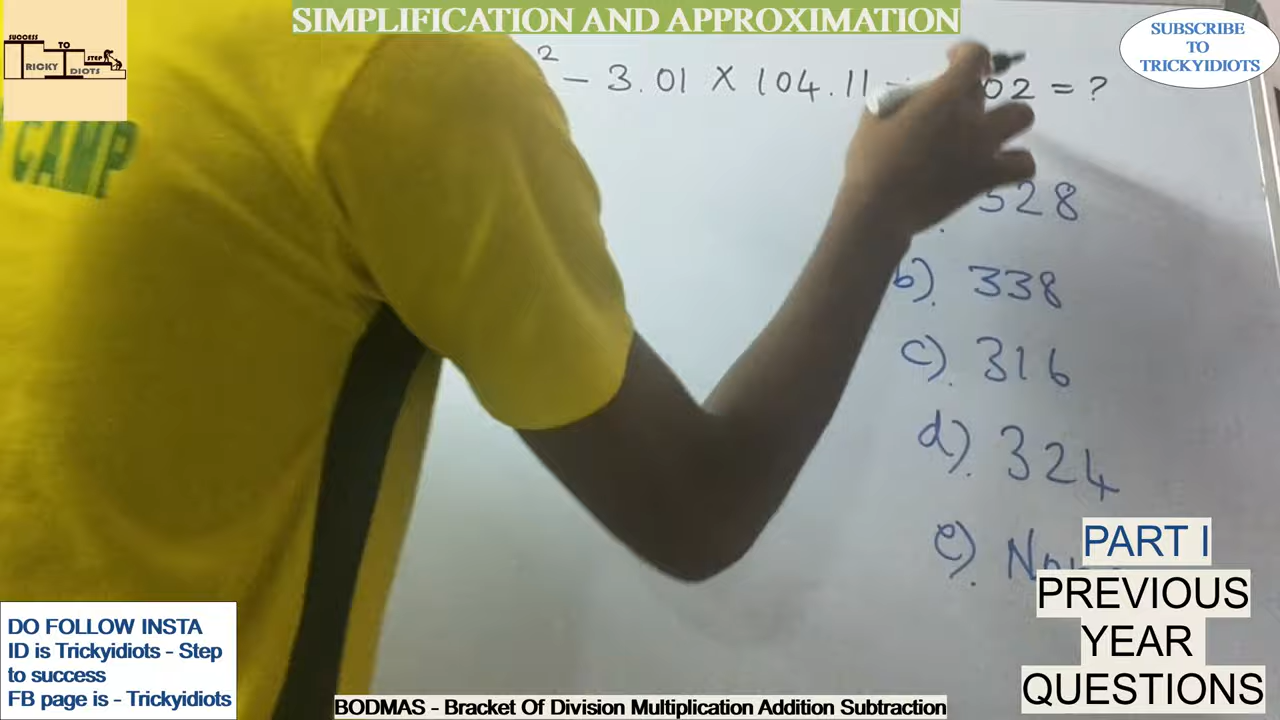 SIMPLIFICATION AND APPROXIMATION
SUCCESS
TO
STEP
TRICKY IDIOTS
SUBSCRIBE
TO
TRICKYIDIOTS
² − 3.01 × 104.11 02 = ?
CAMP
328
b). 338
c). 316
d). 324
e).
PART I
PREVIOUS
YEAR
QUESTIONS
DO FOLLOW INSTA
ID is Trickyidiots - Step
to success
FB page is - Trickyidiots
BODMAS - Bracket Of Division Multiplication Addition Subtraction